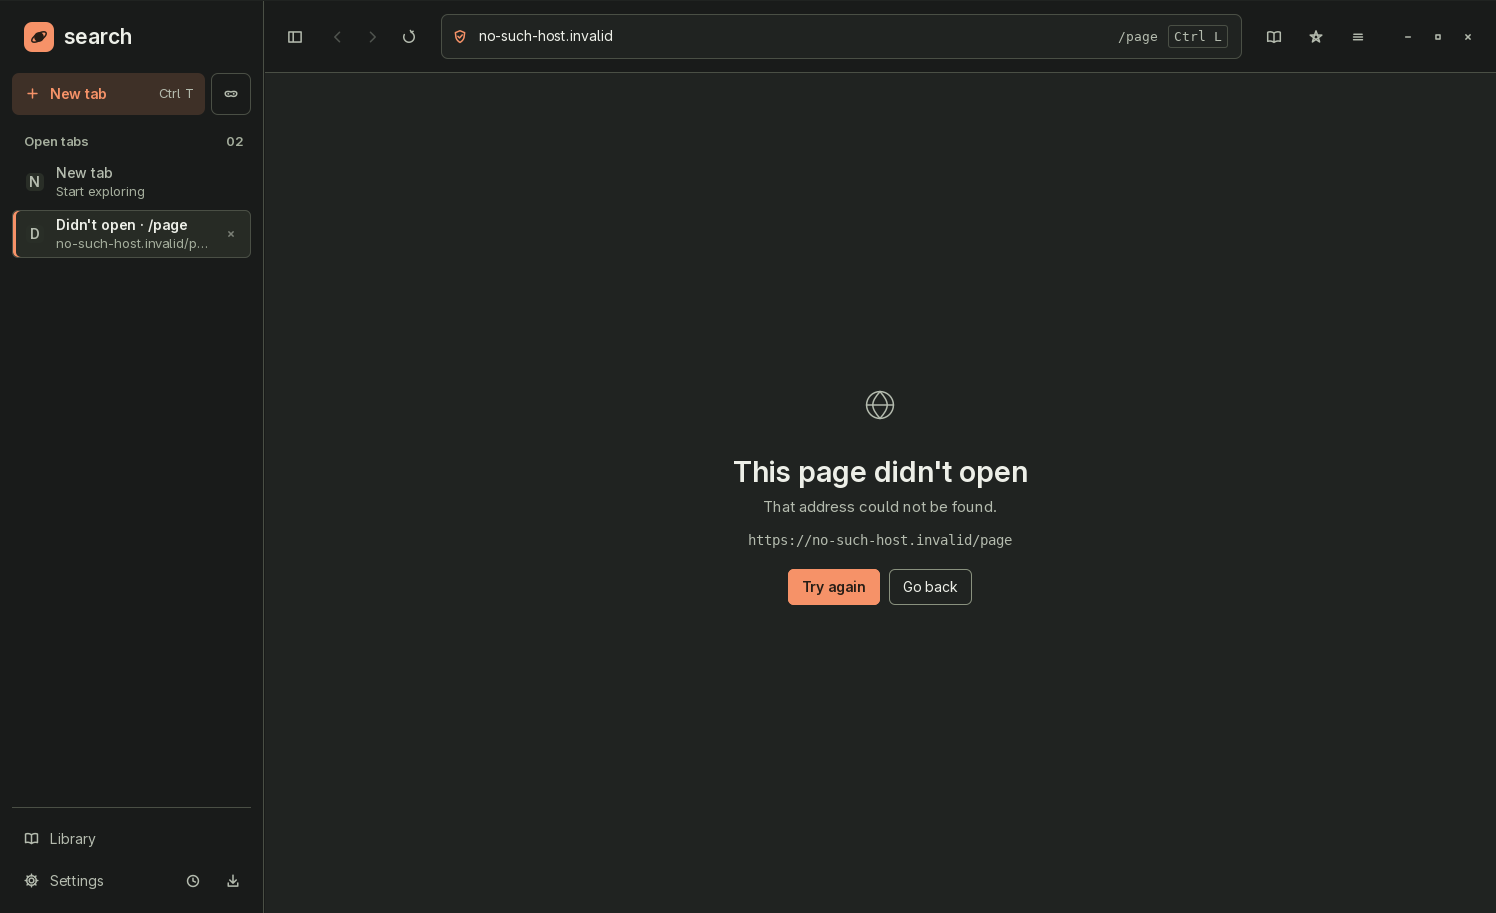 search
New tab Ctrl T
Open tabs 02
N New tab
Start exploring
D Didn't open · /page
no-such-host.invalid/p…
Library
Settings
no-such-host.invalid /page Ctrl L
This page didn't open
That address could not be found.
https://no-such-host.invalid/page
Try again Go back